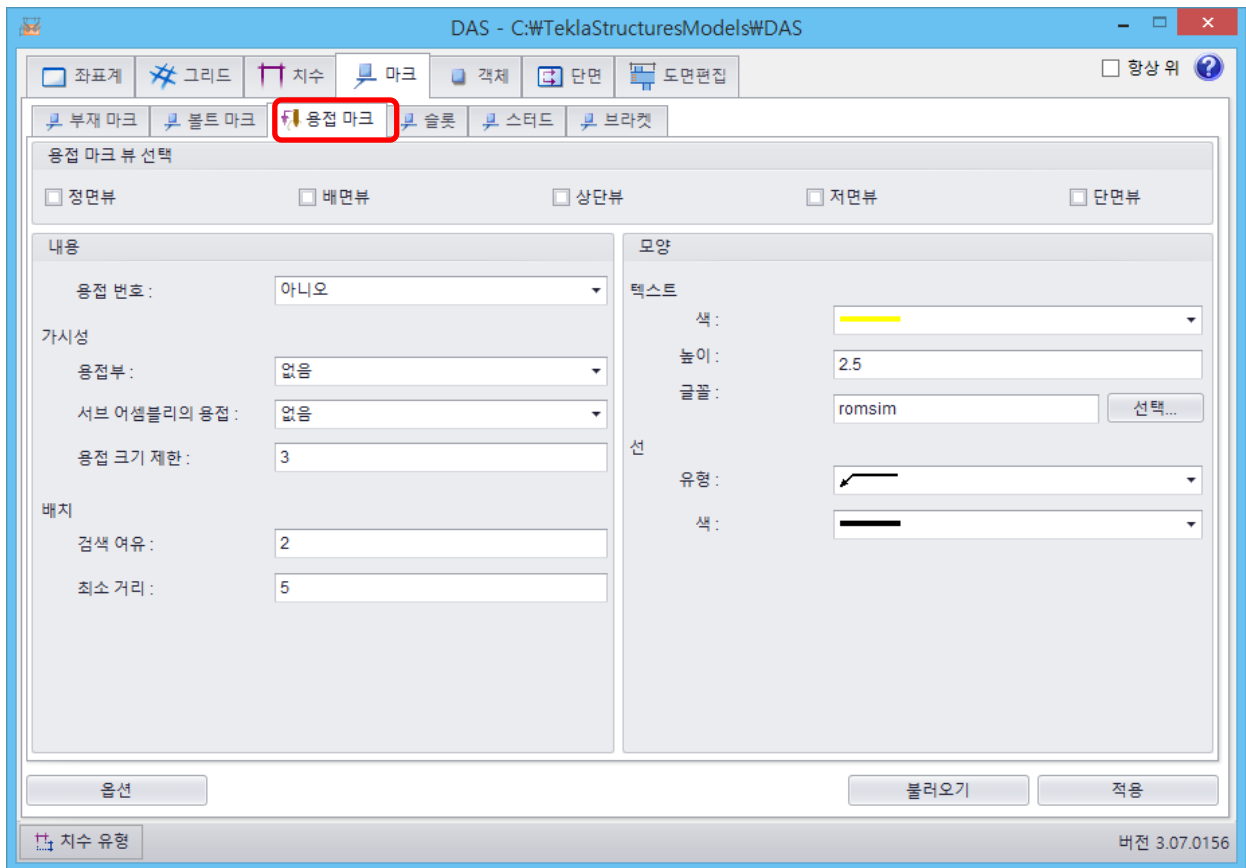 DAS - C:₩TeklaStructuresModels₩DAS
좌표계 그리드 치수 마크 객체 단면 도면편집 항상 위
부재 마크 볼트 마크 용접 마크 슬롯 스터드 브라켓
용접 마크 뷰 선택
정면뷰 배면뷰 상단뷰 저면뷰 단면뷰
내용
용접 번호 : 아니오
가시성
용접부 : 없음
서브 어셈블리의 용접 : 없음
용접 크기 제한 : 3
배치
검색 여유 : 2
최소 거리 : 5
모양
텍스트
색 :
높이 : 2.5
글꼴 : romsim 선택...
선
유형 :
색 :
옵션 불러오기 적용
치수 유형 버전 3.07.0156